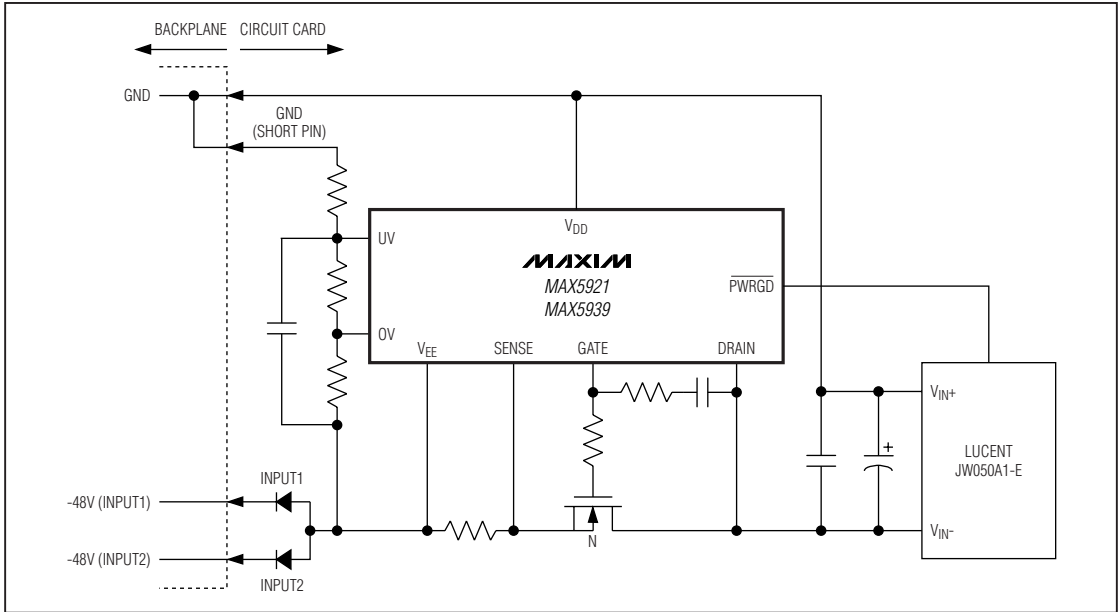 BACKPLANE CIRCUIT CARD
GND
GND
(SHORT PIN)
UV
VDD
MAXIM
MAX5921
MAX5939
PWRGD
OV
VEE SENSE GATE DRAIN
VIN+
+
LUCENT
JW050A1-E
INPUT1
-48V (INPUT1)
N
VIN-
-48V (INPUT2)
INPUT2